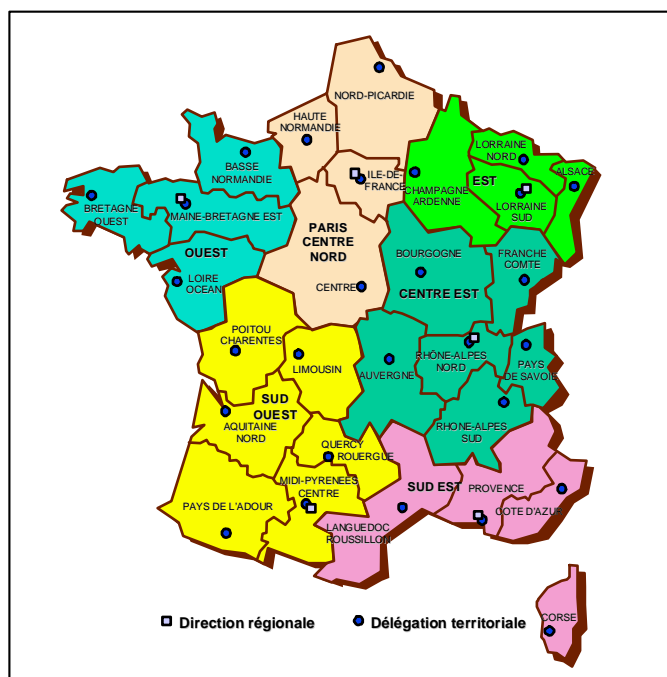 NORD-PICARDIE
HAUTE
NORMANDIE
BASSE
NORMANDIE
ILE-DE-
FRANCE
CHAMPAGNE
ARDENNE
LORRAINE
NORD
EST
ALSACE
LORRAINE
SUD
BRETAGNE
OUEST
MAINE-BRETAGNE EST
OUEST
LOIRE
OCEAN
PARIS
CENTRE
NORD
CENTRE
BOURGOGNE
FRANCHE
COMTE
CENTRE EST
POITOU
CHARENTES
LIMOUSIN
AUVERGNE
RHÔNE-ALPES
NORD
PAYS
DE SAVOIE
RHONE-ALPES
SUD
SUD
OUEST
AQUITAINE
NORD
QUERCY
ROUERGUE
MIDI-PYRENEES
CENTRE
PAYS DE L'ADOUR
SUD EST
PROVENCE
COTE D'AZUR
LANGUEDOC
ROUSSILLON
CORSE
Direction régionale
Délégation territoriale